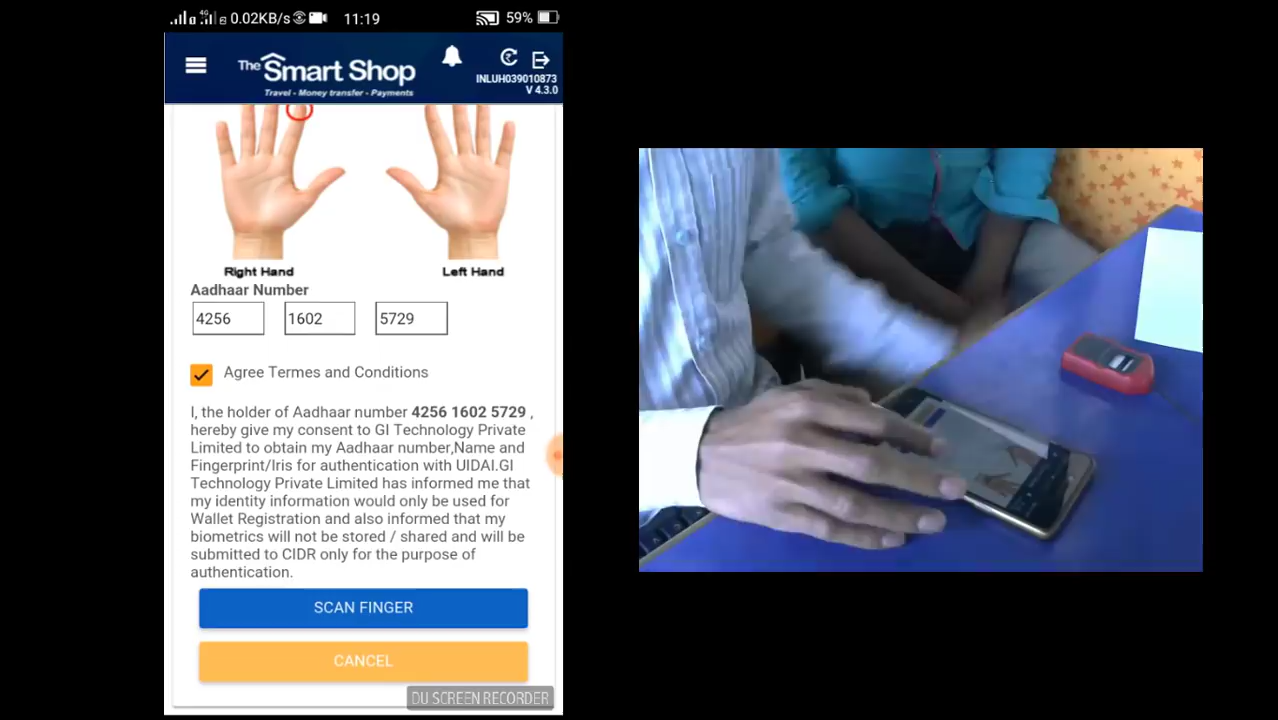 4G 0.02KB/s 11:19 59%
The Smart Shop
Travel - Money transfer - Payments
INLUH039010873
V 4.3.0
Right Hand Left Hand
Aadhaar Number
4256 1602 5729
Agree Termes and Conditions
I, the holder of Aadhaar number 4256 1602 5729 ,
hereby give my consent to GI Technology Private
Limited to obtain my Aadhaar number,Name and
Fingerprint/Iris for authentication with UIDAI.GI
Technology Private Limited has informed me that
my identity information would only be used for
Wallet Registration and also informed that my
biometrics will not be stored / shared and will be
submitted to CIDR only for the purpose of
authentication.
SCAN FINGER
CANCEL
DU SCREEN RECORDER